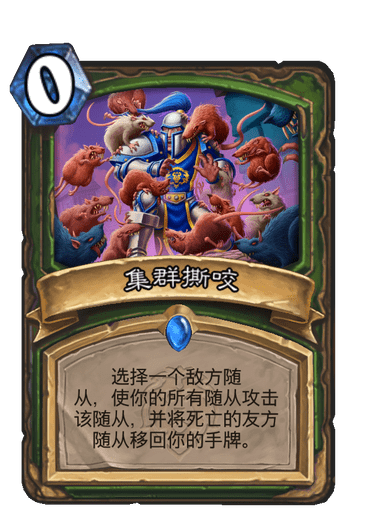 0
集群撕咬
选择一个敌方随
从，使你的所有随从攻击
该随从，并将死亡的友方
随从移回你的手牌。